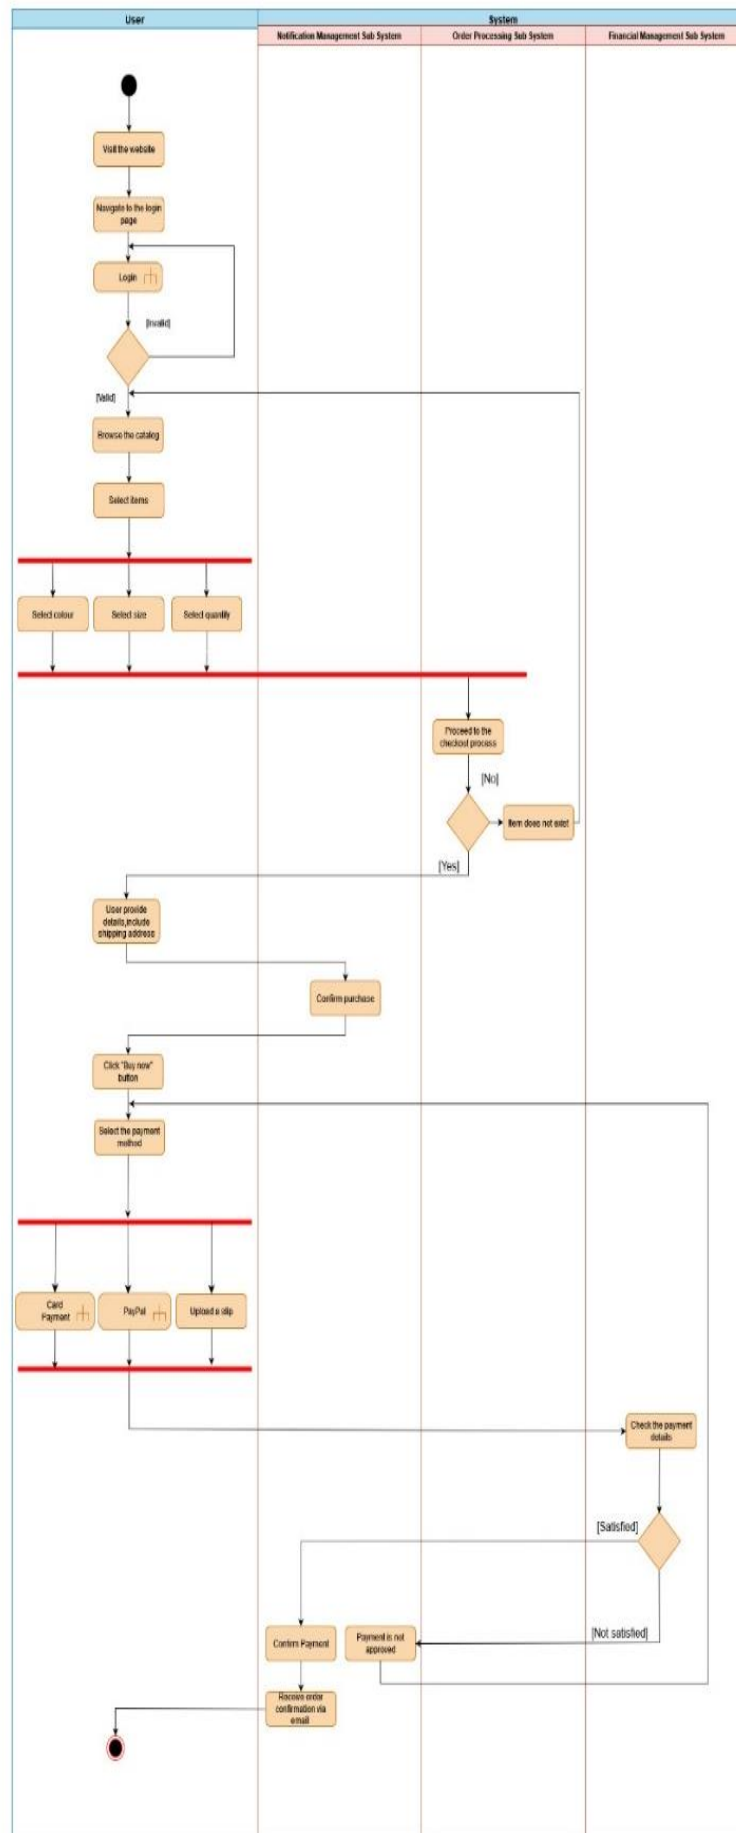 User
System
Notification Management Sub System
Order Processing Sub System
Financial Management Sub System
Visit the website
Navigate to the login
page
Login
[Invalid]
[Valid]
Browse the catalog
Select items
Select colour
Select size
Select quantity
Proceed to the
checkout process
[No]
Item does not exist
[Yes]
User provide
details,include
shipping address
Confirm purchase
Click "Buy now"
button
Select the payment
method
Card
Payment
PayPal
Upload a slip
Check the payment
details
[Satisfied]
[Not satisfied]
Confirm Payment
Payment is not
approved
Receive order
confirmation via
email